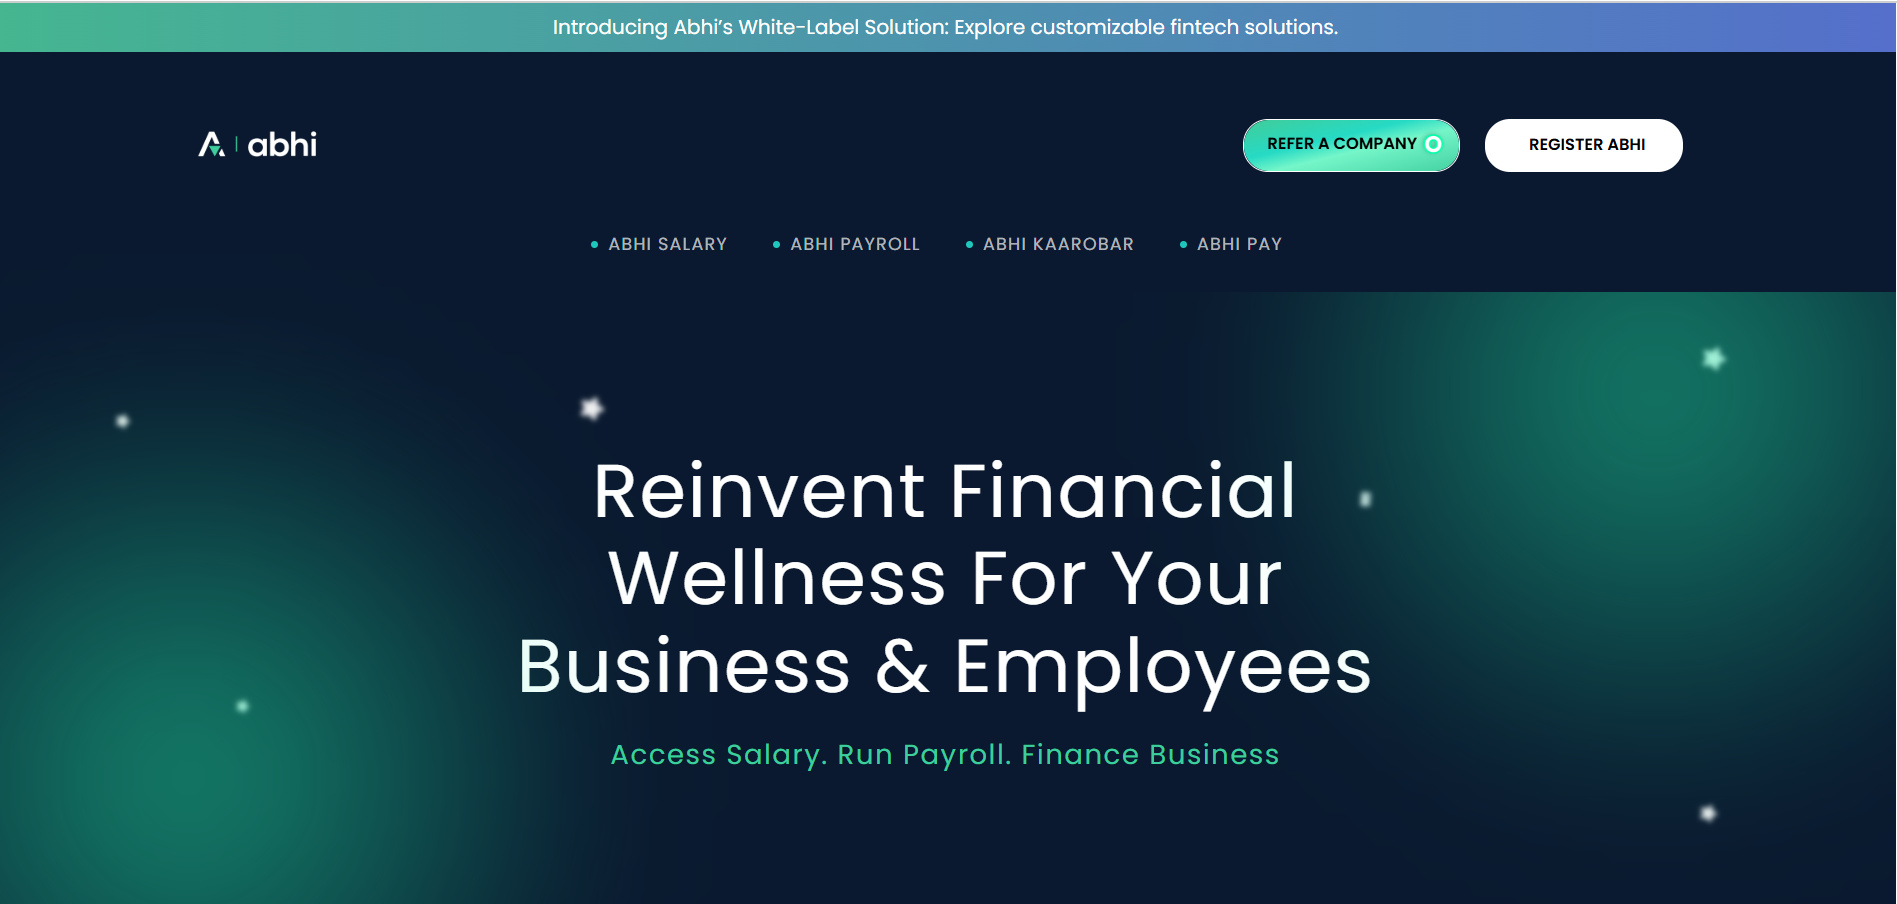 Introducing Abhi’s White-Label Solution: Explore customizable fintech solutions.
abhi
REFER A COMPANY
REGISTER ABHI
ABHI SALARY
ABHI PAYROLL
ABHI KAAROBAR
ABHI PAY
Reinvent Financial
Wellness For Your
Business & Employees
Access Salary. Run Payroll. Finance Business